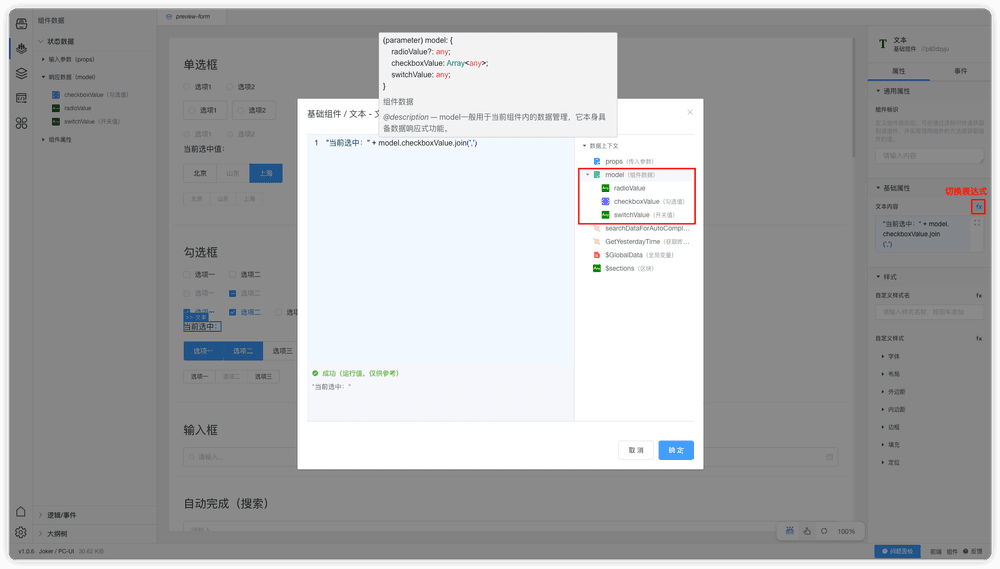 组件数据
preview-form
状态数据
输入参数（props）
响应数据（model）
checkboxValue（勾选值）
radioValue
switchValue（开关值）
组件属性
逻辑/事件
大纲树
v1.0.6 Joker / PC-UI 30.62 KiB
单选框
选项1 选项2
选项1 选项2
选项1 选项2
当前选中值：
北京 山东 上海
北京 山东 上海
勾选框
选项一 选项二
选项一 选项二
选项一 选项二
>> 文本
当前选中：
选项一 选项二 选项三
选项一 选项二 选项三
输入框
请输入...
自动完成（搜索）
(parameter) model: {
radioValue?: any;
checkboxValue: Array<any>;
switchValue: any;
}
组件数据
@description — model一般用于当前组件内的数据管理，它本身具
备数据响应式功能。
基础组件 / 文本 -
1 "当前选中：" + model.checkboxValue.join(',')
成功（运行值，仅供参考）
"当前选中："
数据上下文
props（传入参数）
model（组件数据）
radioValue
checkboxValue（勾选值）
switchValue（开关值）
searchDataForAutoCompl...
GetYesterdayTime（获取昨...
$GlobalData（全局变量）
$sections（区块）
取消 确定
100%
T 文本
基础组件
属性 事件
通用属性
组件标识
请输入内容
基础属性
切换表达式
文本内容 fx
"当前选中：" + model.
checkboxValue.join
(',')
样式
自定义样式名 fx
自定义样式 fx
字体
布局
外边距
内边距
边框
填充
定位
问题面板 前端 组件 反馈